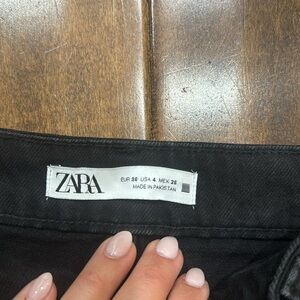 ZARA
EUR 36 USA 4 MEX 26
MADE IN PAKISTAN